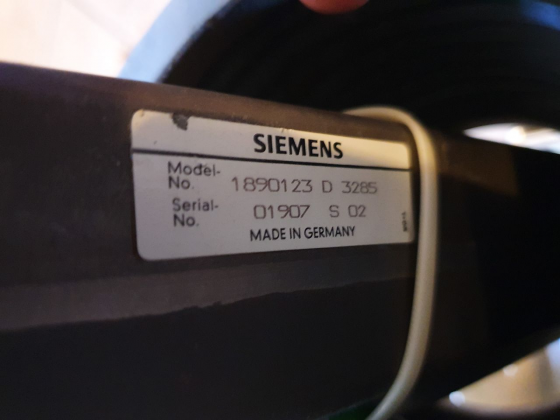 SIEMENS
Model-
No. 1890123 D 3285
Serial-
No. 01907 S 02
MADE IN GERMANY